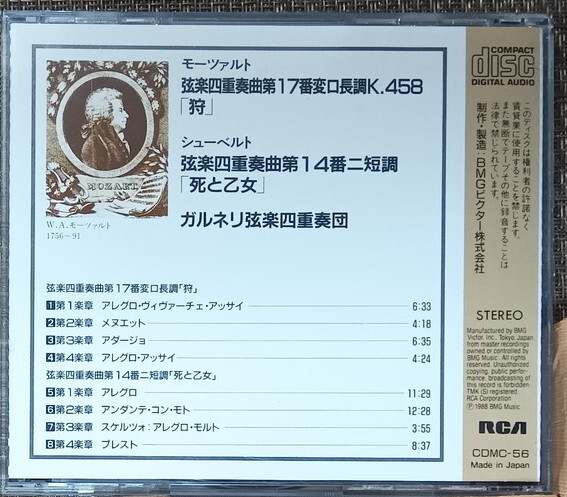 モーツァルト
弦楽四重奏曲第17番変ロ長調K.458
「狩」
シューベルト
弦楽四重奏曲第14番ニ短調
「死と乙女」
ガルネリ弦楽四重奏団
MOZART
W.A.モーツァルト
1756〜91
弦楽四重奏曲第17番変ロ長調「狩」
1 第1楽章 アレグロ・ヴィヴァーチェ・アッサイ 6:33
2 第2楽章 メヌエット 4:18
3 第3楽章 アダージョ 6:35
4 第4楽章 アレグロ・アッサイ 4:24
弦楽四重奏曲第14番ニ短調「死と乙女」
5 第1楽章 アレグロ 11:29
6 第2楽章 アンダンテ・コン・モト 12:28
7 第3楽章 スケルツォ：アレグロ・モルト 3:55
8 第4楽章 プレスト 8:37
COMPACT
disc
DIGITAL AUDIO
このディスクは権利者の許諾なく
賃貸業に使用することを禁じます。
また無断でテープその他に録音することは
法律で禁じられています。
制作・製造：BMGビクター株式会社
STEREO
Manufactured by BMG
Victor, Inc., Tokyo, Japan
from master recordings
owned or controlled by
BMG Music. All rights
reserved. Unauthorized
copying, public perfor-
mance, broadcasting of
this record is forbidden.
TMK (S) registered.
RCA Corporation
Ⓟ 1988 BMG Music
RCA
CDMC-56
Made in Japan